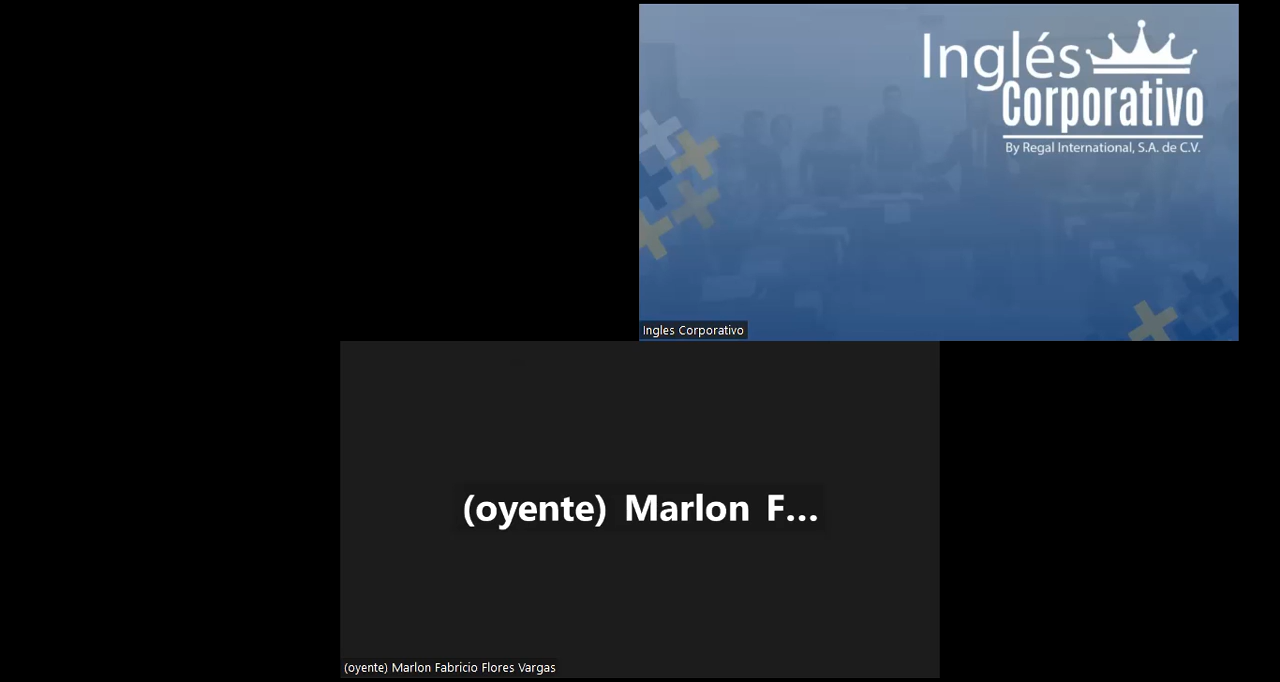 Inglés
Corporativo
By Regal International, S.A. de C.V.
Ingles Corporativo
(oyente) Marlon F...
(oyente) Marlon Fabricio Flores Vargas